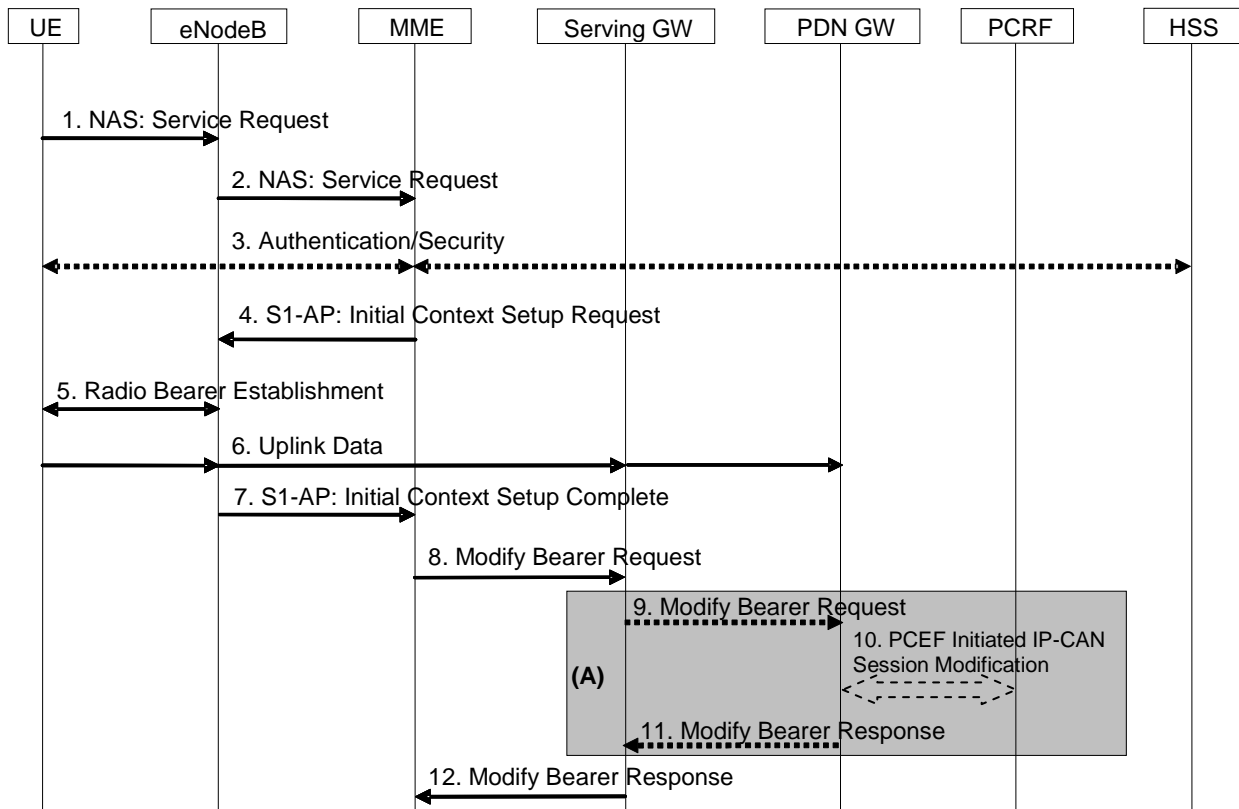 UE
eNodeB
MME
Serving GW
PDN GW
PCRF
HSS
1. NAS: Service Request
2. NAS: Service Request
3. Authentication/Security
4. S1-AP: Initial Context Setup Request
5. Radio Bearer Establishment
6. Uplink Data
7. S1-AP: Initial Context Setup Complete
8. Modify Bearer Request
9. Modify Bearer Request
10. PCEF Initiated IP-CAN
Session Modification
(A)
11. Modify Bearer Response
12. Modify Bearer Response